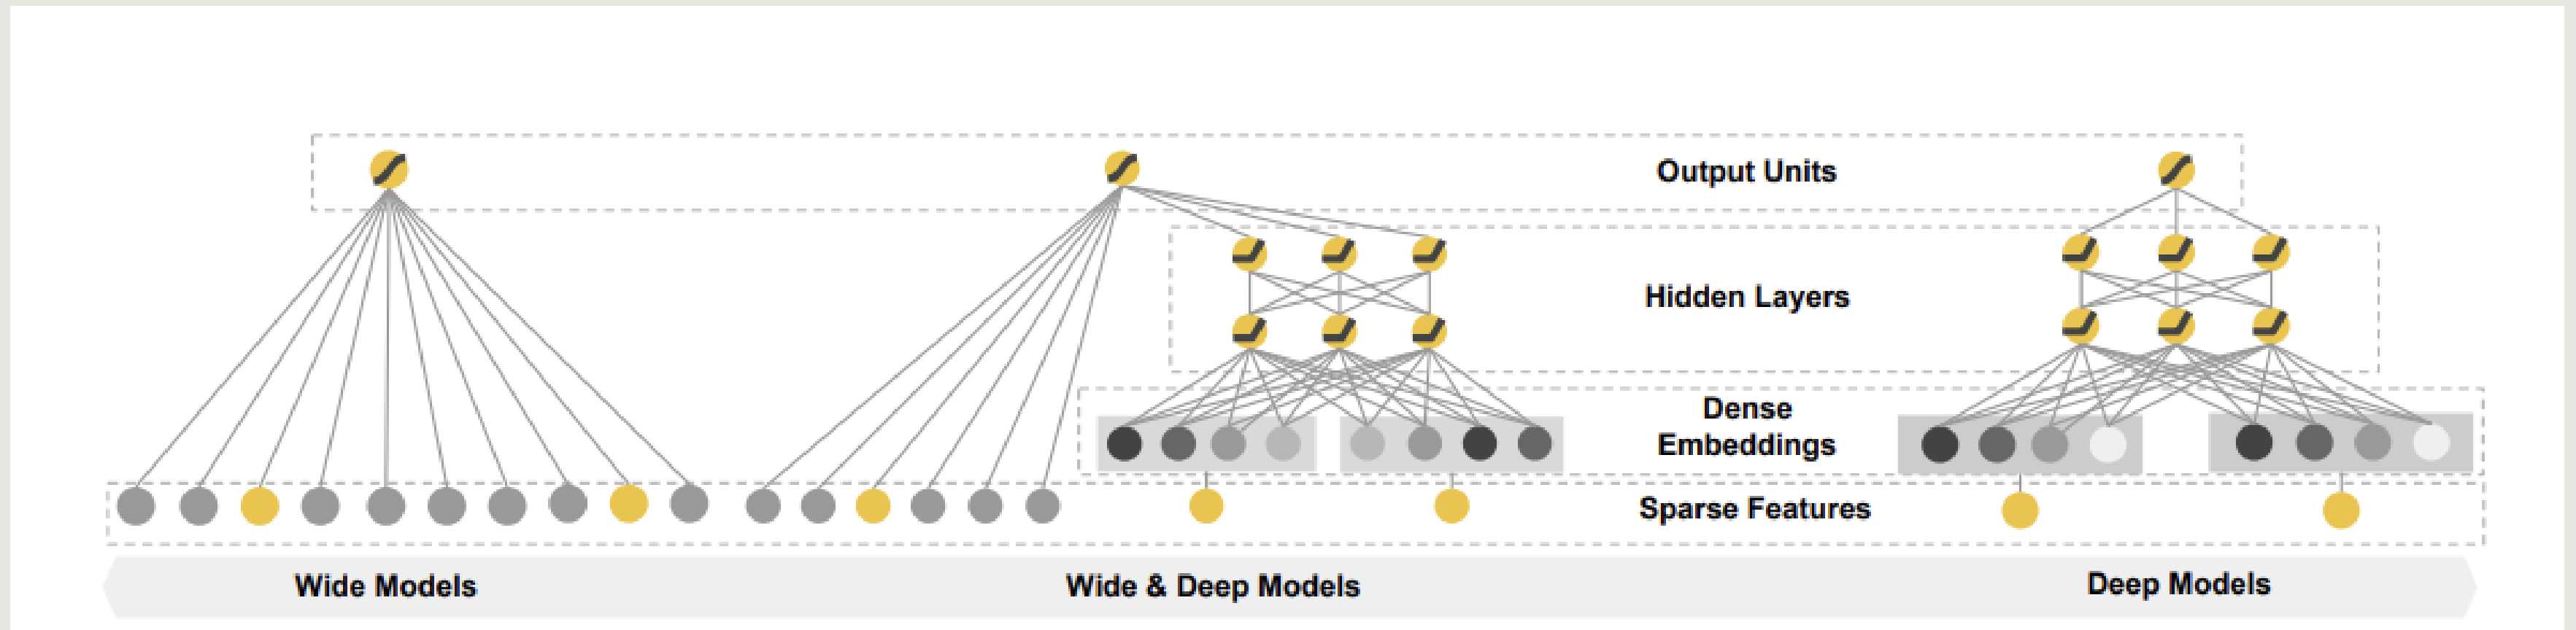 Output Units
Hidden Layers
Dense
Embeddings
Sparse Features
Wide Models
Wide & Deep Models
Deep Models